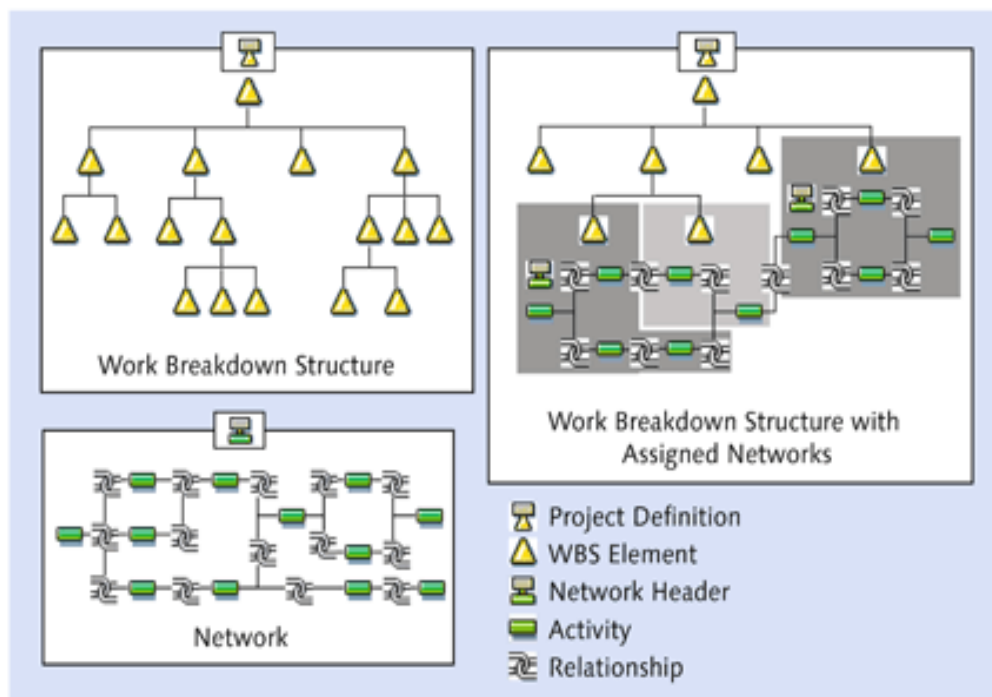 Work Breakdown Structure
Work Breakdown Structure with
Assigned Networks
Network
Project Definition
WBS Element
Network Header
Activity
Relationship